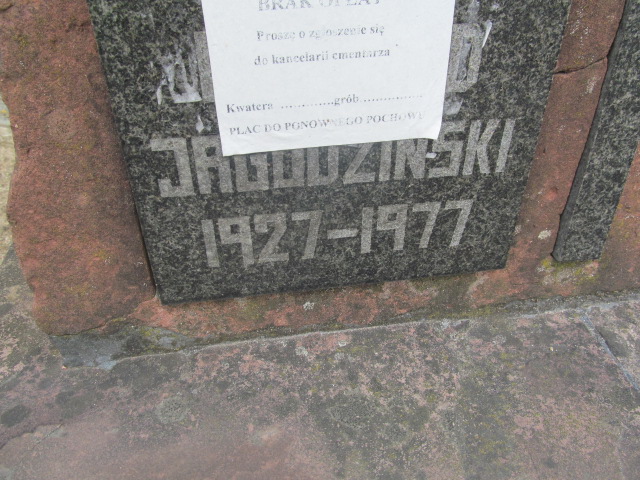 BRAK OPŁAT
Proszę o zgłoszenie się
do kancelarii cmentarza
Kwatera ..............grób................
PLAC DO PONOWNEGO POCHOWU
JAGODZIŃSKI
1927-1977